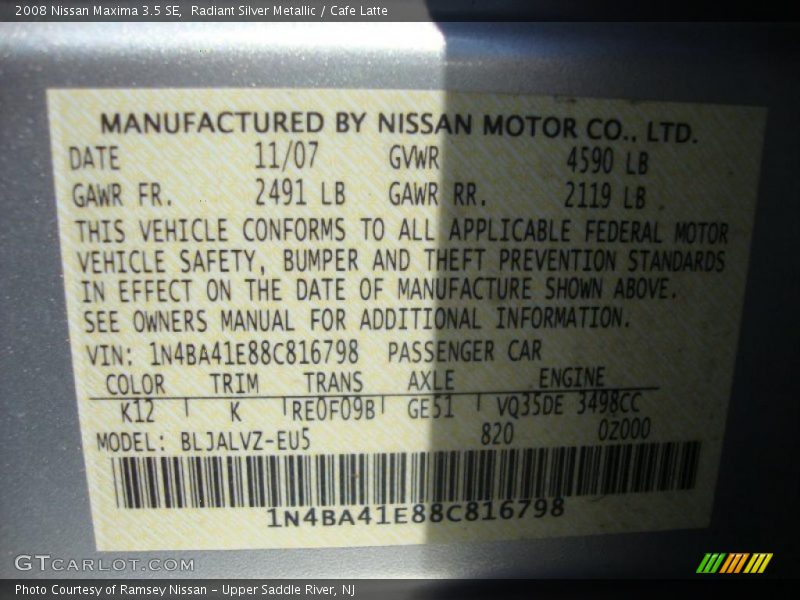 2008 Nissan Maxima 3.5 SE, Radiant Silver Metallic / Cafe Latte
MANUFACTURED BY NISSAN MOTOR CO., LTD.
DATE 11/07 GVWR 4590 LB
GAWR FR. 2491 LB GAWR RR. 2119 LB
THIS VEHICLE CONFORMS TO ALL APPLICABLE FEDERAL MOTOR
VEHICLE SAFETY, BUMPER AND THEFT PREVENTION STANDARDS
IN EFFECT ON THE DATE OF MANUFACTURE SHOWN ABOVE.
SEE OWNERS MANUAL FOR ADDITIONAL INFORMATION.
VIN: 1N4BA41E88C816798 PASSENGER CAR
COLOR TRIM TRANS AXLE ENGINE
K12 K RE0F09B GE51 VQ35DE 3498CC
MODEL: BLJALVZ-EU5 820 0Z000
1N4BA41E88C816798
GTCARLOT.COM
Photo Courtesy of Ramsey Nissan - Upper Saddle River, NJ